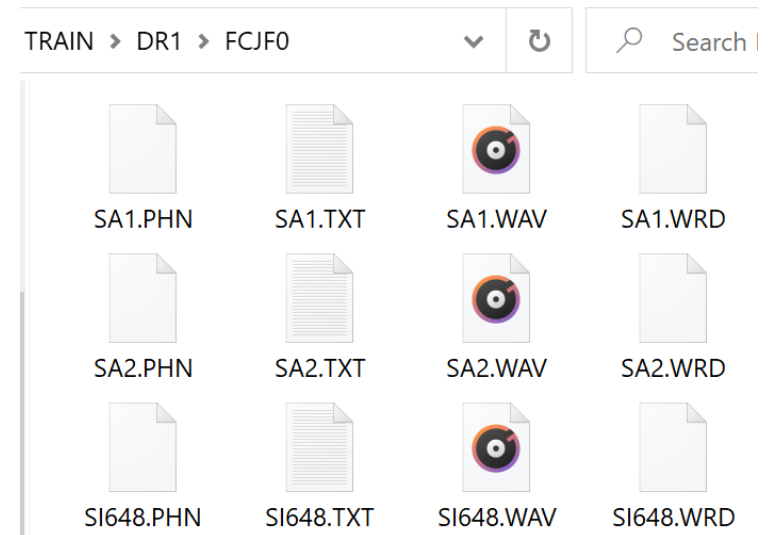 TRAIN > DR1 > FCJF0
Search
SA1.PHN SA1.TXT SA1.WAV SA1.WRD
SA2.PHN SA2.TXT SA2.WAV SA2.WRD
SI648.PHN SI648.TXT SI648.WAV SI648.WRD